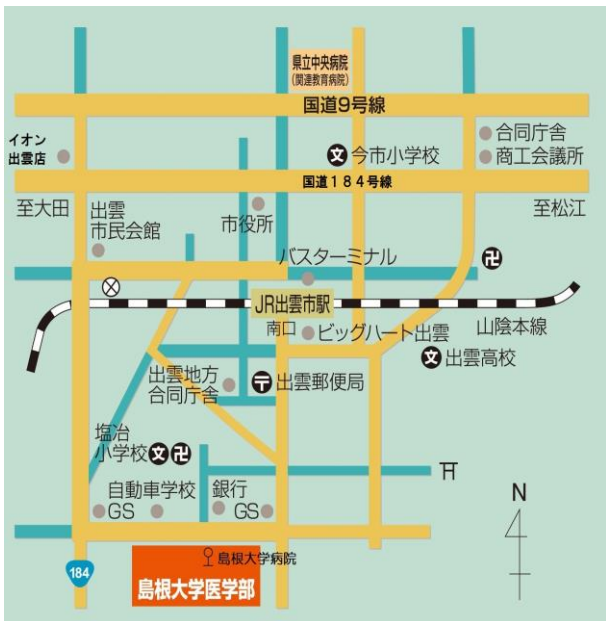 県立中央病院
(関連教育病院)
国道9号線
イオン
出雲店
文 今市小学校
合同庁舎
商工会議所
国道184号線
至大田
出雲
市民会館
市役所
至松江
バスターミナル
卍
JR出雲市駅
南口
ビッグハート出雲
山陰本線
文 出雲高校
出雲地方
合同庁舎
〒 出雲郵便局
塩冶
小学校 文 卍
自動車学校
GS
銀行
GS
N
島根大学病院
島根大学医学部
184